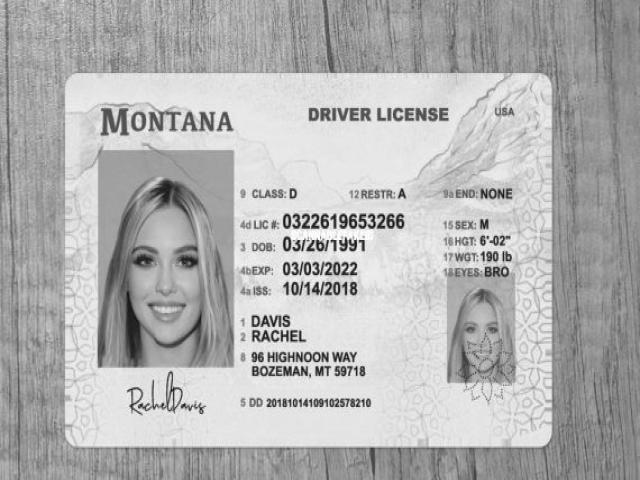 MONTANA
DRIVER LICENSE
USA
9 CLASS: D
12 RESTR: A
9a END: NONE
4d LIC #: 0322619653266
15 SEX: M
3 DOB: 03/26/1991
16 HGT: 6'-02"
17 WGT: 190 lb
4b EXP: 03/03/2022
18 EYES: BRO
4a ISS: 10/14/2018
1 DAVIS
2 RACHEL
8 96 HIGHNOON WAY
BOZEMAN, MT 59718
RachelDavis
5 DD 20181014109102578210